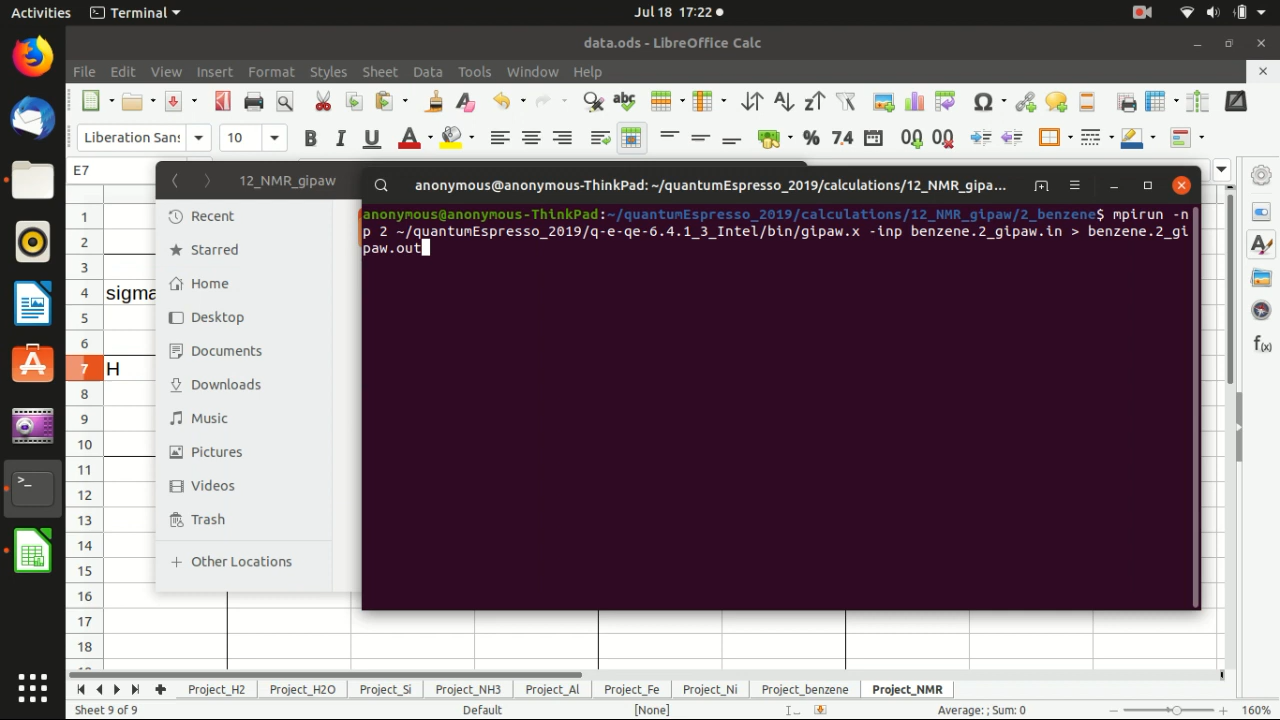 Activities
Terminal
Jul 18 17:22
data.ods - LibreOffice Calc
File Edit View Insert Format Styles Sheet Data Tools Window Help
Liberation Sans
10
E7
12_NMR_gipaw
anonymous@anonymous-ThinkPad: ~/quantumEspresso_2019/calculations/12_NMR_gipa...
anonymous@anonymous-ThinkPad:~/quantumEspresso_2019/calculations/12_NMR_gipaw/2_benzene$ mpirun -n
p 2 ~/quantumEspresso_2019/q-e-qe-6.4.1_3_Intel/bin/gipaw.x -inp benzene.2_gipaw.in > benzene.2_gi
paw.out
Recent
Starred
Home
Desktop
Documents
Downloads
Music
Pictures
Videos
Trash
Other Locations
1
2
3
4 sigma
5
6
7 H
8
9
10
11
12
13
14
15
16
17
18
Project_H2 Project_H2O Project_Si Project_NH3 Project_Al Project_Fe Project_Ni Project_benzene Project_NMR
Sheet 9 of 9
Default
[None]
Average: ; Sum: 0
160%